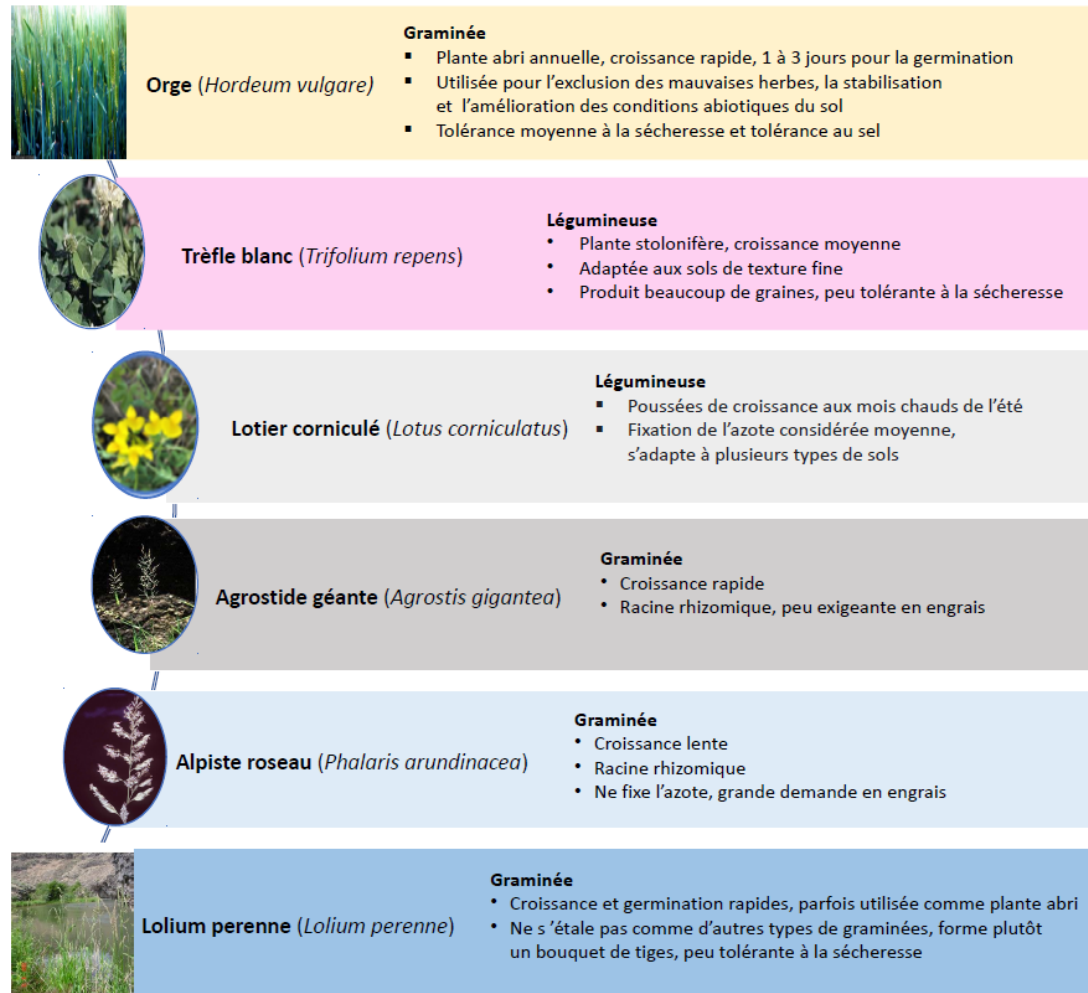 Graminée
▪ Plante abri annuelle, croissance rapide, 1 à 3 jours pour la germination
Orge (Hordeum vulgare)
▪ Utilisée pour l'exclusion des mauvaises herbes, la stabilisation
et l'amélioration des conditions abiotiques du sol
▪ Tolérance moyenne à la sécheresse et tolérance au sel
Légumineuse
• Plante stolonifère, croissance moyenne
Trèfle blanc (Trifolium repens)
• Adaptée aux sols de texture fine
• Produit beaucoup de graines, peu tolérante à la sécheresse
Légumineuse
▪ Poussées de croissance aux mois chauds de l'été
Lotier corniculé (Lotus corniculatus)
▪ Fixation de l'azote considérée moyenne,
s'adapte à plusieurs types de sols
Graminée
• Croissance rapide
Agrostide géante (Agrostis gigantea)
• Racine rhizomique, peu exigeante en engrais
Graminée
• Croissance lente
Alpiste roseau (Phalaris arundinacea)
• Racine rhizomique
• Ne fixe l'azote, grande demande en engrais
Graminée
• Croissance et germination rapides, parfois utilisée comme plante abri
Lolium perenne (Lolium perenne)
• Ne s 'étale pas comme d'autres types de graminées, forme plutôt
un bouquet de tiges, peu tolérante à la sécheresse